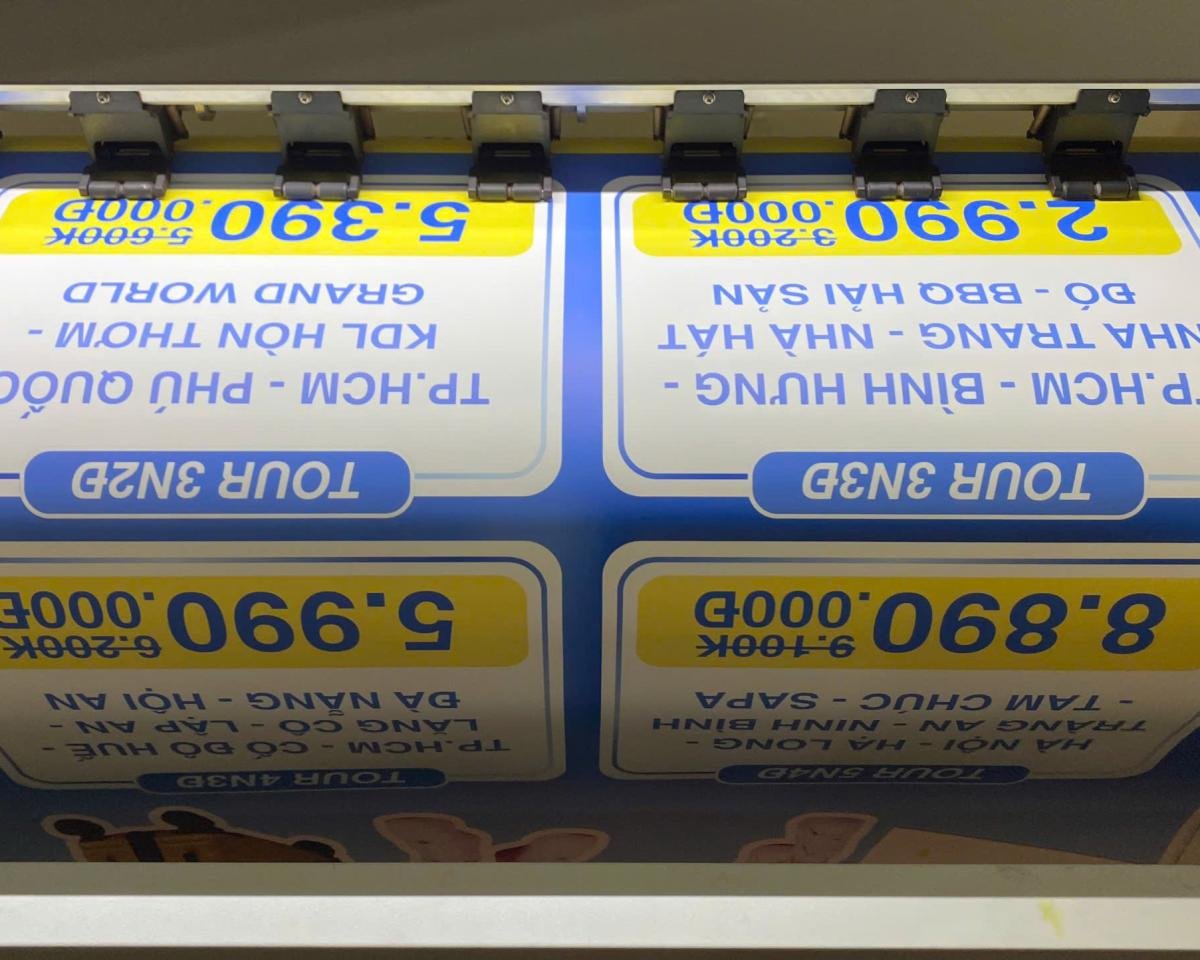 TOUR 5N4Đ
HÀ NỘI - HẠ LONG -
TRÀNG AN - NINH BÌNH
- TAM CHÚC - SAPA
9.100K
8.890.000Đ
TOUR 4N3Đ
TP.HCM - CỐ ĐÔ HUẾ -
LĂNG CÔ - LẬP AN -
ĐÀ NẴNG - HỘI AN
6.200K
5.990.000Đ
TOUR 3N3Đ
TP.HCM - BÌNH HƯNG -
NHA TRANG - NHÀ HÁT
ĐÓ - BBQ HẢI SẢN
3.200K
2.990.000Đ
TOUR 3N2Đ
TP.HCM - PHÚ QUỐC
KDL HÒN THƠM -
GRAND WORLD
5.600K
5.390.000Đ